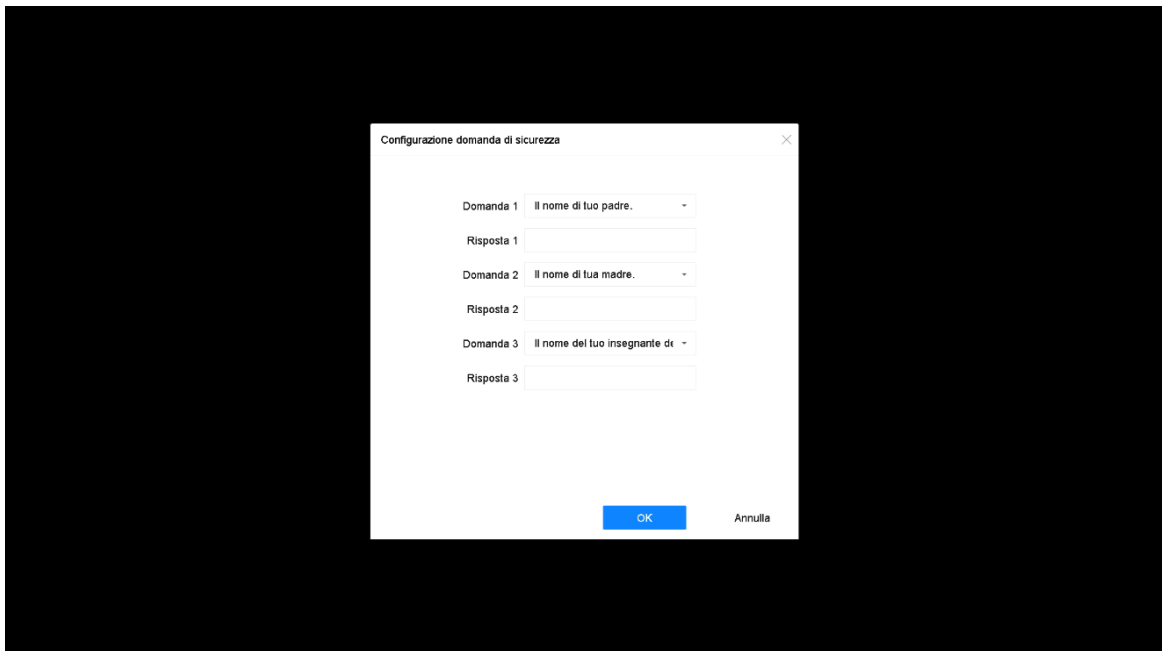 Configurazione domanda di sicurezza
Domanda 1 Il nome di tuo padre.
Risposta 1
Domanda 2 Il nome di tua madre.
Risposta 2
Domanda 3 Il nome del tuo insegnante de
Risposta 3
OK Annulla